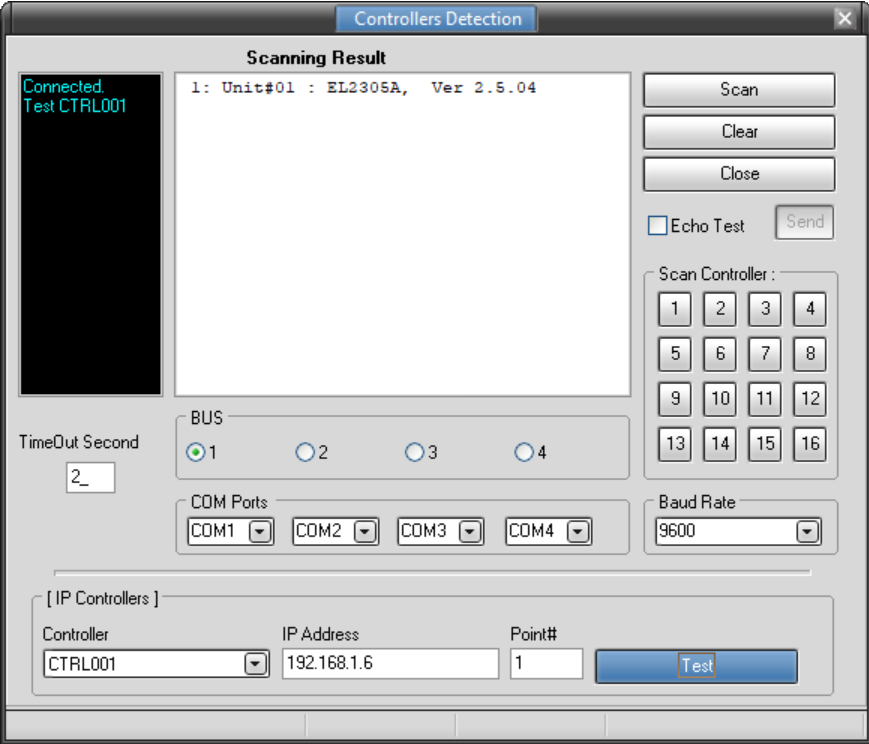 Controllers Detection
Scanning Result
Connected.
Test CTRL001
1: Unit#01 : EL2305A, Ver 2.5.04
Scan
Clear
Close
Echo Test Send
Scan Controller :
1 2 3 4
5 6 7 8
9 10 11 12
13 14 15 16
TimeOut Second
2_
BUS
1 2 3 4
COM Ports
COM1 COM2 COM3 COM4
Baud Rate
9600
[ IP Controllers ]
Controller IP Address Point#
CTRL001 192.168.1.6 1 Test